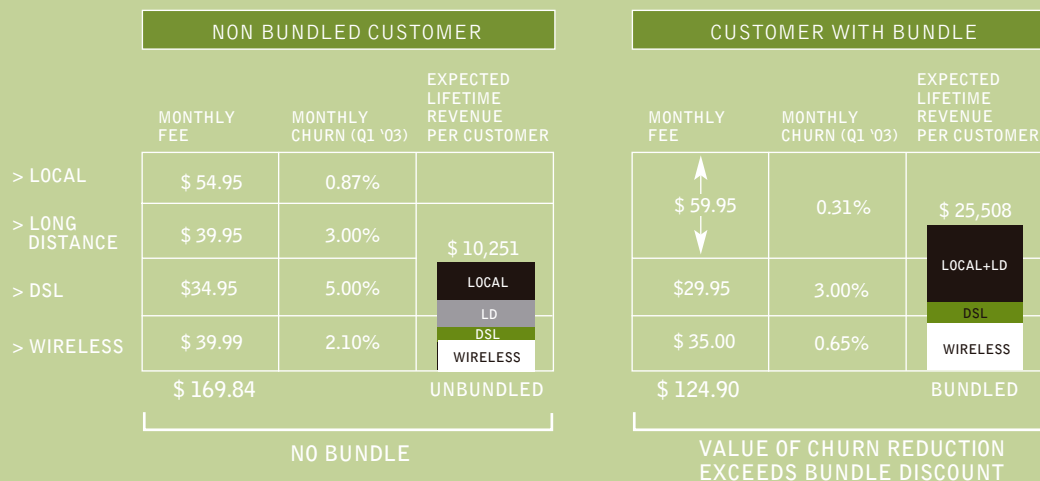 NON BUNDLED CUSTOMER
MONTHLY
FEE
MONTHLY
CHURN (Q1 ‘03)
EXPECTED
LIFETIME
REVENUE
PER CUSTOMER
> LOCAL
$ 54.95
0.87%
> LONG
DISTANCE
$ 39.95
3.00%
> DSL
$34.95
5.00%
> WIRELESS
$ 39.99
2.10%
$ 10,251
LOCAL
LD
DSL
WIRELESS
$ 169.84
UNBUNDLED
NO BUNDLE
CUSTOMER WITH BUNDLE
MONTHLY
FEE
MONTHLY
CHURN (Q1 ‘03)
EXPECTED
LIFETIME
REVENUE
PER CUSTOMER
$ 59.95
0.31%
$29.95
3.00%
$ 35.00
0.65%
$ 25,508
LOCAL+LD
DSL
WIRELESS
$ 124.90
BUNDLED
VALUE OF CHURN REDUCTION
EXCEEDS BUNDLE DISCOUNT